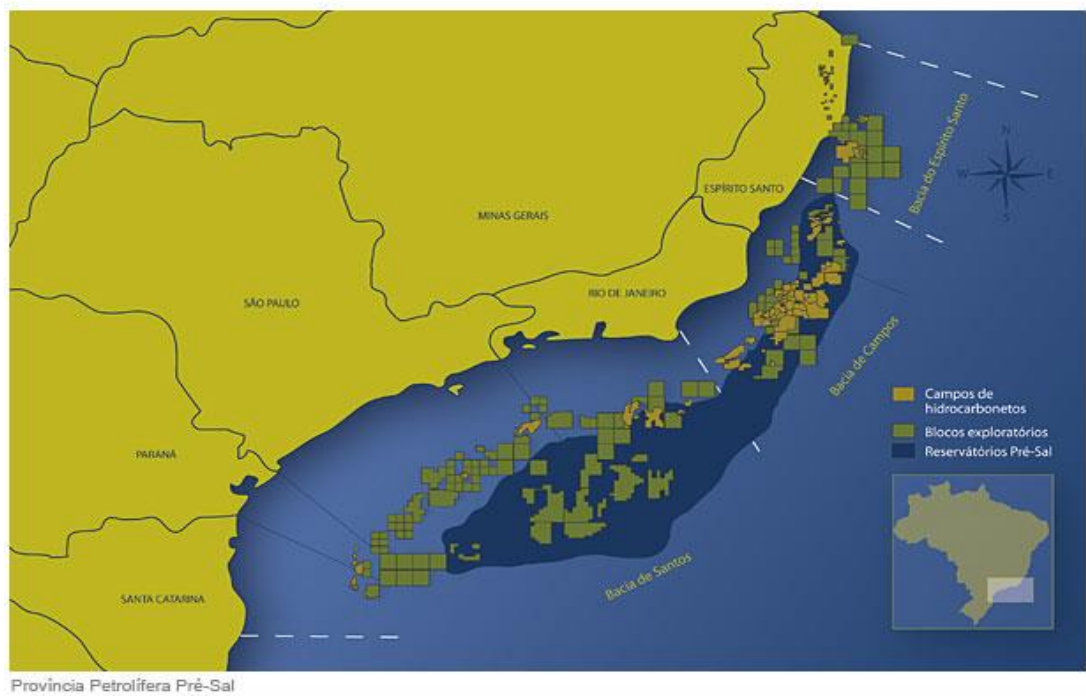 Bacia do Espírito Santo
N
W
E
S
ESPÍRITO SANTO
MINAS GERAIS
RIO DE JANEIRO
SÃO PAULO
Bacia de Campos
Campos de
hidrocarbonetos
Blocos exploratórios
Reservátórios Pré-Sal
PARANÁ
Bacia de Santos
SANTA CATARINA
Província Petrolífera Pré-Sal